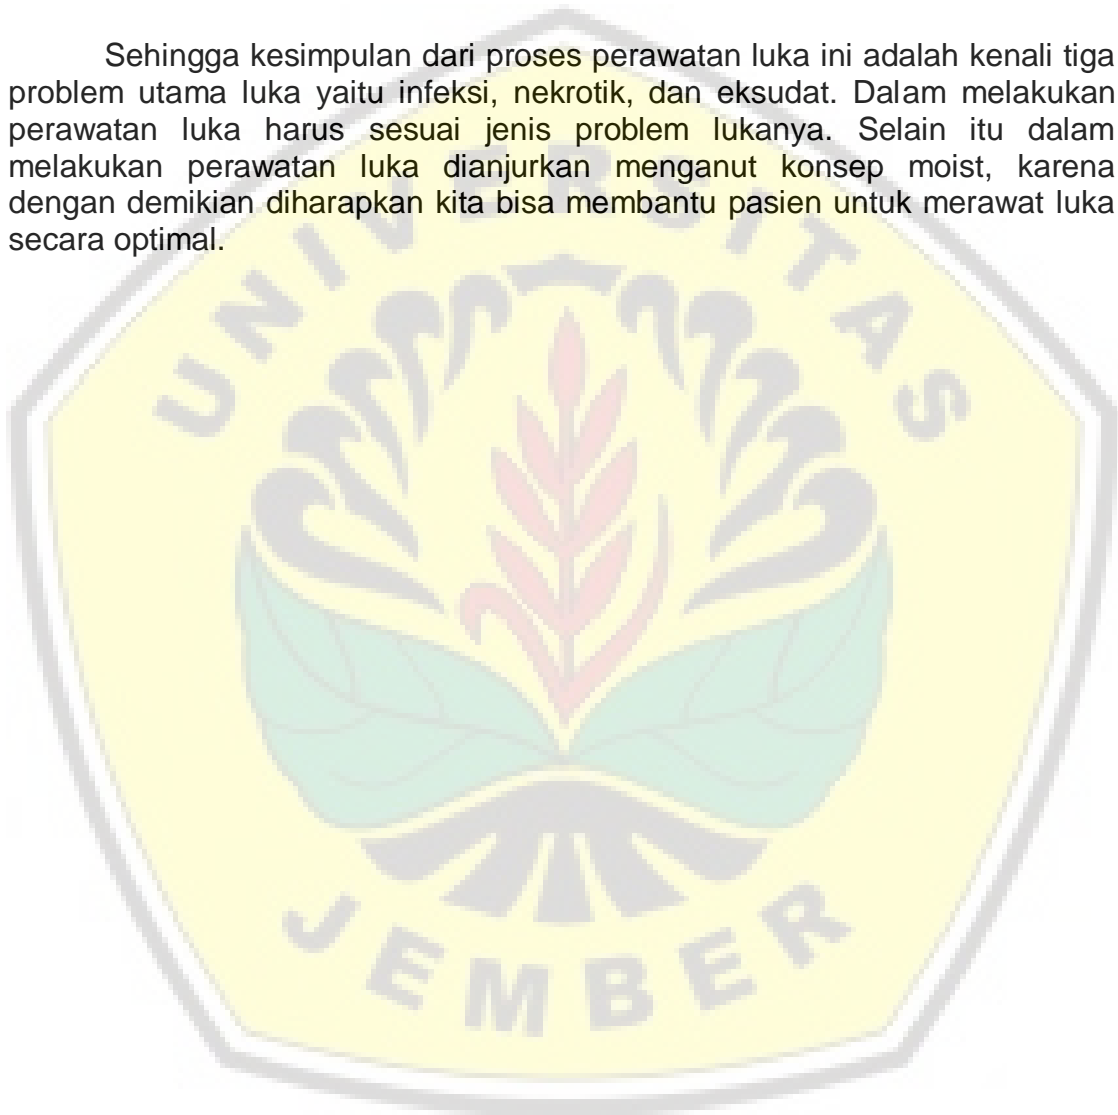 Sehingga kesimpulan dari proses perawatan luka ini adalah kenali tiga
problem utama luka yaitu infeksi, nekrotik, dan eksudat. Dalam melakukan
perawatan luka harus sesuai jenis problem lukanya. Selain itu dalam
melakukan perawatan luka dianjurkan menganut konsep moist, karena
dengan demikian diharapkan kita bisa membantu pasien untuk merawat luka
secara optimal.
UNIVERSITAS
JEMBER